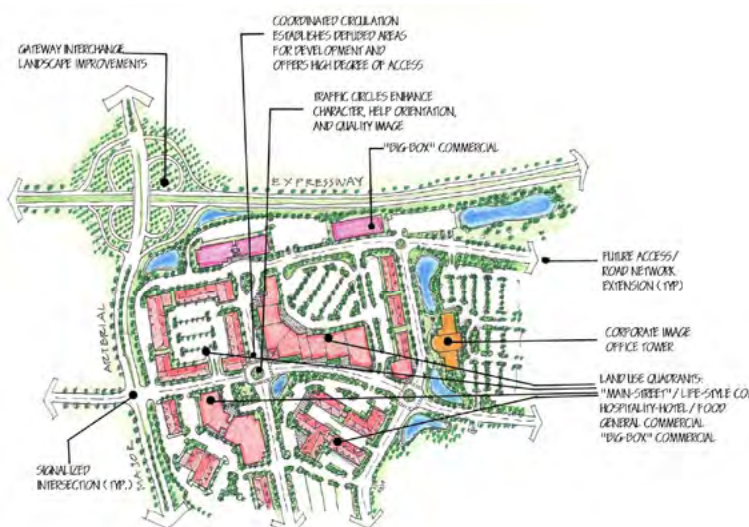 COORDINATED CIRCULATION
ESTABLISHES DEFINED AREAS
FOR DEVELOPMENT AND
OFFERS HIGH DEGREE OF ACCESS
GATEWAY INTERCHANGE
LANDSCAPE IMPROVEMENTS
TRAFFIC CIRCLES ENHANCE
CHARACTER, HELP ORIENTATION,
AND QUALITY IMAGE
"BIG-BOX" COMMERCIAL
EXPRESSWAY
FUTURE ACCESS/
ROAD NETWORK
EXTENSION (TYP)
ARTERIAL
CORPORATE IMAGE
OFFICE TOWER
LAND USE QUADRANTS:
"MAIN-STREET" / LIFE-STYLE CO
HOSPITALITY-HOTEL / FOOD
GENERAL COMMERCIAL
"BIG-BOX" COMMERCIAL
MAJOR
SIGNALIZED
INTERSECTION (TYP.)